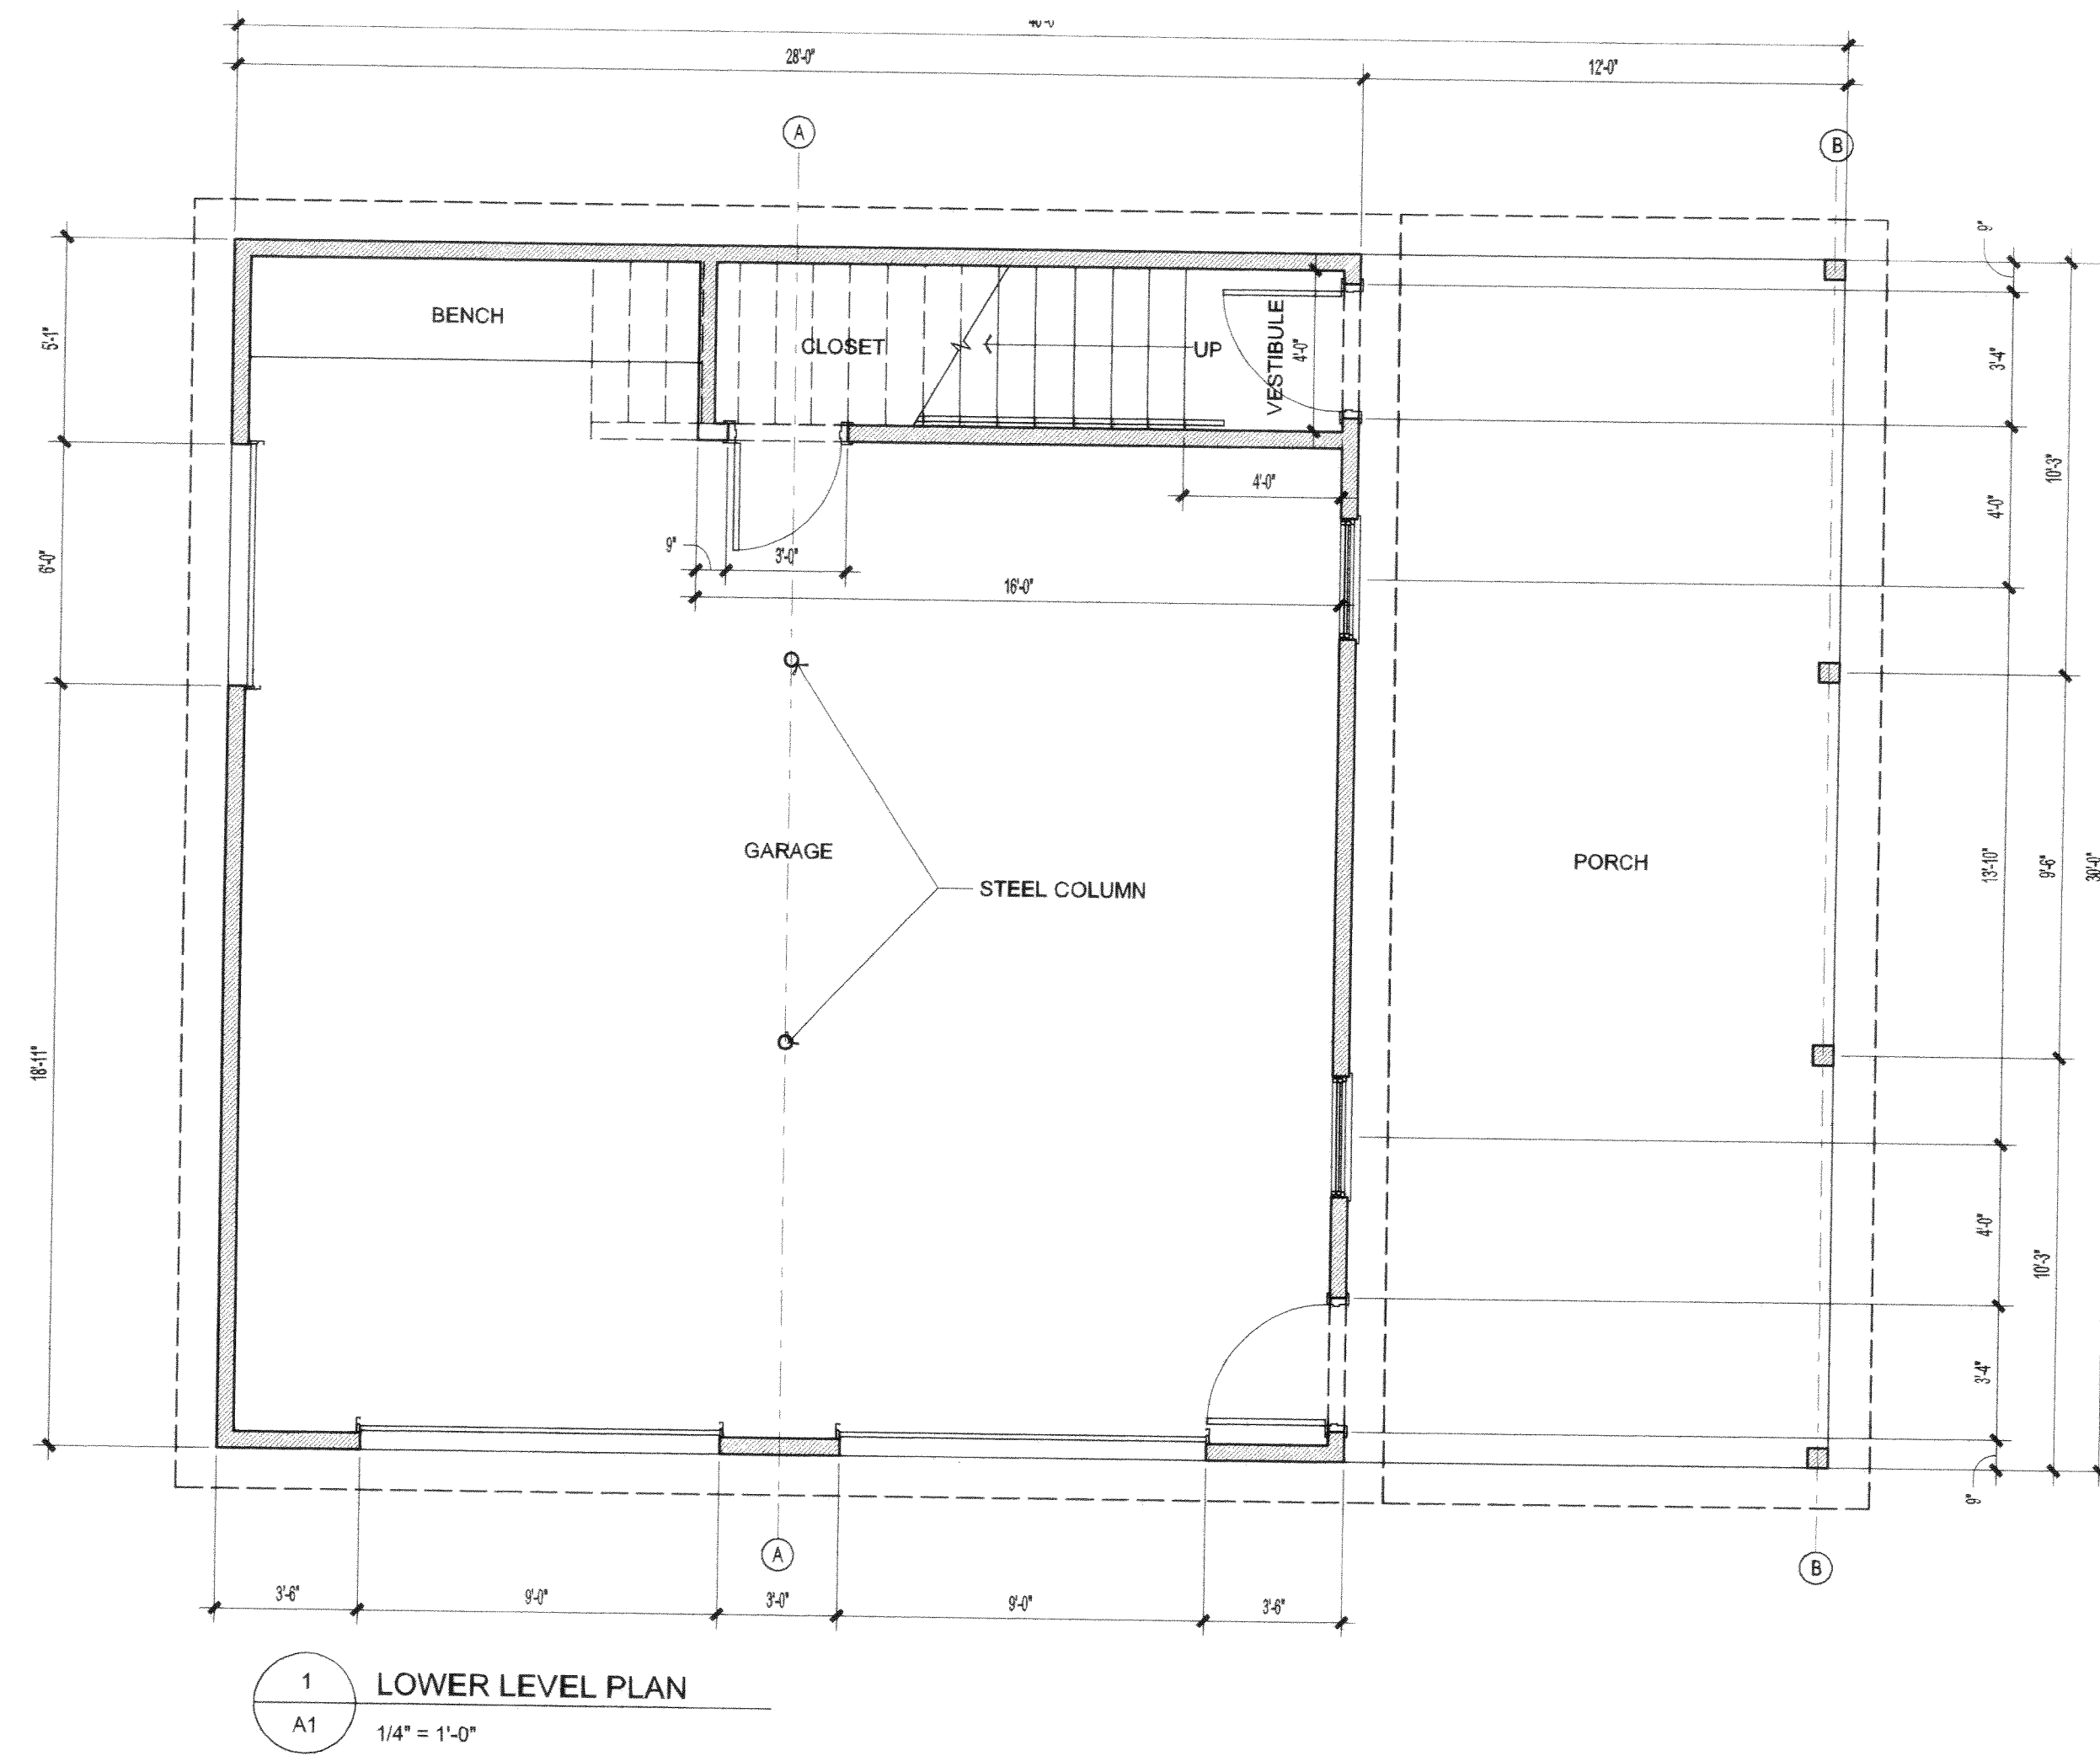 28'-0"
12'-0"
A
B
9"
BENCH
CLOSET
UP
VESTIBULE
4'-0"
5'-1"
3'-4"
10'-3"
4'-0"
4'-0"
6'-0"
9"
3'-0"
16'-0"
GARAGE
STEEL COLUMN
PORCH
13'-10"
9'-6"
30'-0"
18'-11"
4'-0"
10'-3"
3'-4"
9"
A
B
3'-6"
9'-0"
3'-0"
9'-0"
3'-6"
1
A1
LOWER LEVEL PLAN
1/4" = 1'-0"